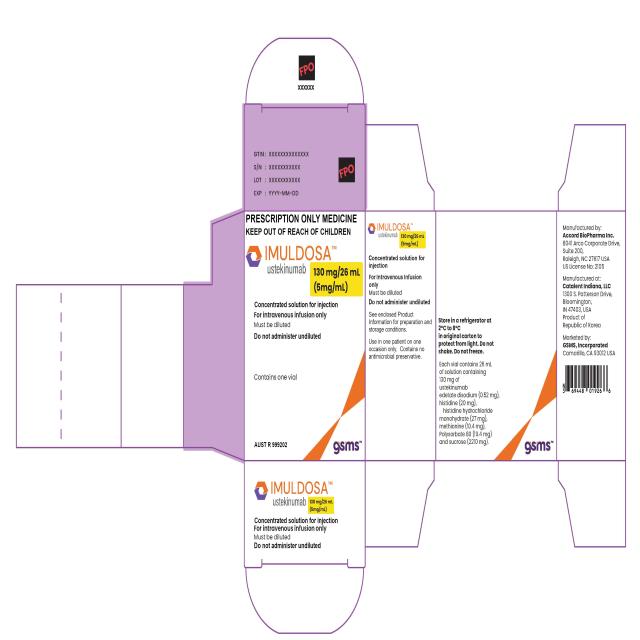 FPO
XXXXXX
GTIN : XXXXXXXXXXXXXX
S/N : XXXXXXXXXX
LOT : XXXXXXXXXX
EXP : YYYY-MM-DD
FPO
PRESCRIPTION ONLY MEDICINE
KEEP OUT OF REACH OF CHILDREN
IMULDOSA™
ustekinumab
130 mg/26 mL
(5mg/mL)
Concentrated solution for injection
For intravenous infusion only
Must be diluted
Do not administer undiluted
Contains one vial
AUST R 999202
gsms™
IMULDOSA™
ustekinumab
130 mg/26 mL
(5mg/mL)
Concentrated solution for
injection
For Intravenous Infusion
only
Must be diluted
Do not administer undiluted
See enclosed Product
Information for preparation and
storage conditions.
Use in one patient on one
occasion only. Contains no
antimicrobial preservative.
Store in a refrigerator at
2°C to 8°C
in original carton to
protect from light. Do not
shake. Do not freeze.
Each vial contains 26 mL
of solution containing
130 mg of
ustekinumab
edetate disodium (0.52 mg),
histidine (20 mg),
histidine hydrochloride
monohydrate (27 mg),
methionine (10.4 mg),
Polysorbate 80 (10.4 mg)
and sucrose (2210 mg).
gsms™
Manufactured by:
Accord BioPharma Inc.
8041 Arco Corporate Drive,
Suite 200,
Raleigh, NC 27617 USA
US License No: 2105
Manufactured at:
Catalent Indiana, LLC
1300 S. Patterson Drive,
Bloomington,
IN 47403, USA
Product of
Republic of Korea
Marketed by:
GSMS, Incorporated
Camarillo, CA 93012 USA
IMULDOSA™
ustekinumab
130 mg/26 mL
(5mg/mL)
Concentrated solution for injection
For intravenous infusion only
Must be diluted
Do not administer undiluted